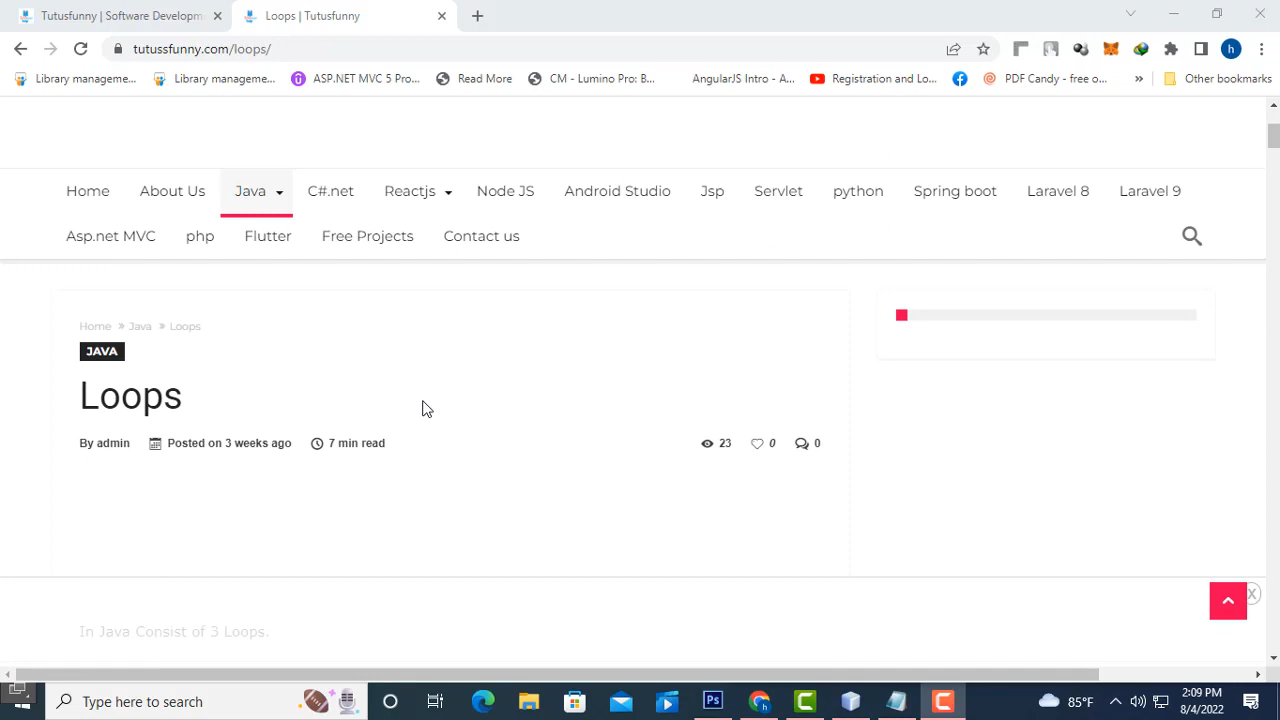 Tutusfunny | Software Developm
Loops | Tutusfunny
tutussfunny.com/loops/
h
Library manageme...
Library manageme...
ASP.NET MVC 5 Pro...
Read More
CM - Lumino Pro: B...
AngularJS Intro - A...
Registration and Lo...
PDF Candy – free o...
»
Other bookmarks
Home
About Us
Java
C#.net
Reactjs
Node JS
Android Studio
Jsp
Servlet
python
Spring boot
Laravel 8
Laravel 9
Asp.net MVC
php
Flutter
Free Projects
Contact us
Home » Java » Loops
JAVA
Loops
By admin
Posted on 3 weeks ago
7 min read
23
0
0
X
In Java Consist of 3 Loops.
Type here to search
Ps
h
85°F
2:09 PM
8/4/2022